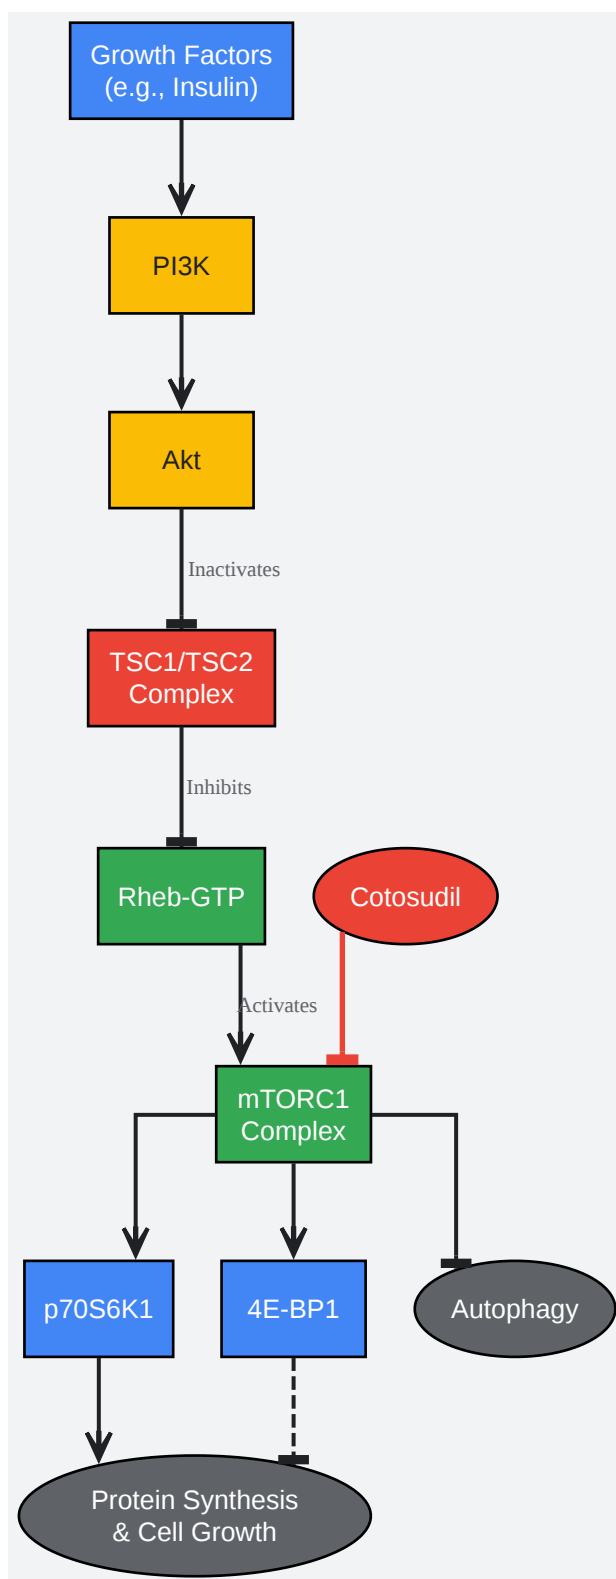 Growth Factors
(e.g., Insulin)
PI3K
Akt
Inactivates
TSC1/TSC2
Complex
Inhibits
Rheb-GTP
Cotosudil
Activates
mTORC1
Complex
p70S6K1
4E-BP1
Autophagy
Protein Synthesis
& Cell Growth